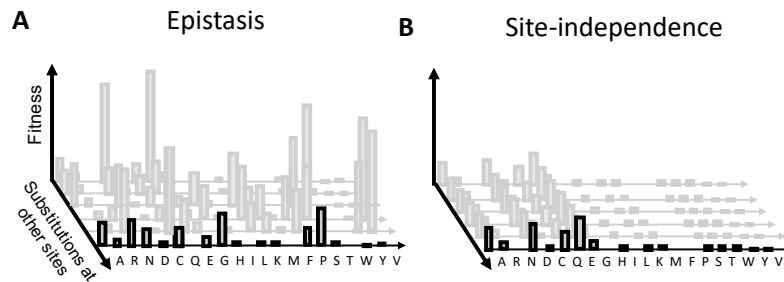 A
Epistasis
Fitness
Substitutions at
other sites
A R N D C Q E G H I L K M F P S T W Y V
B
Site-independence
A R N D C Q E G H I L K M F P S T W Y V